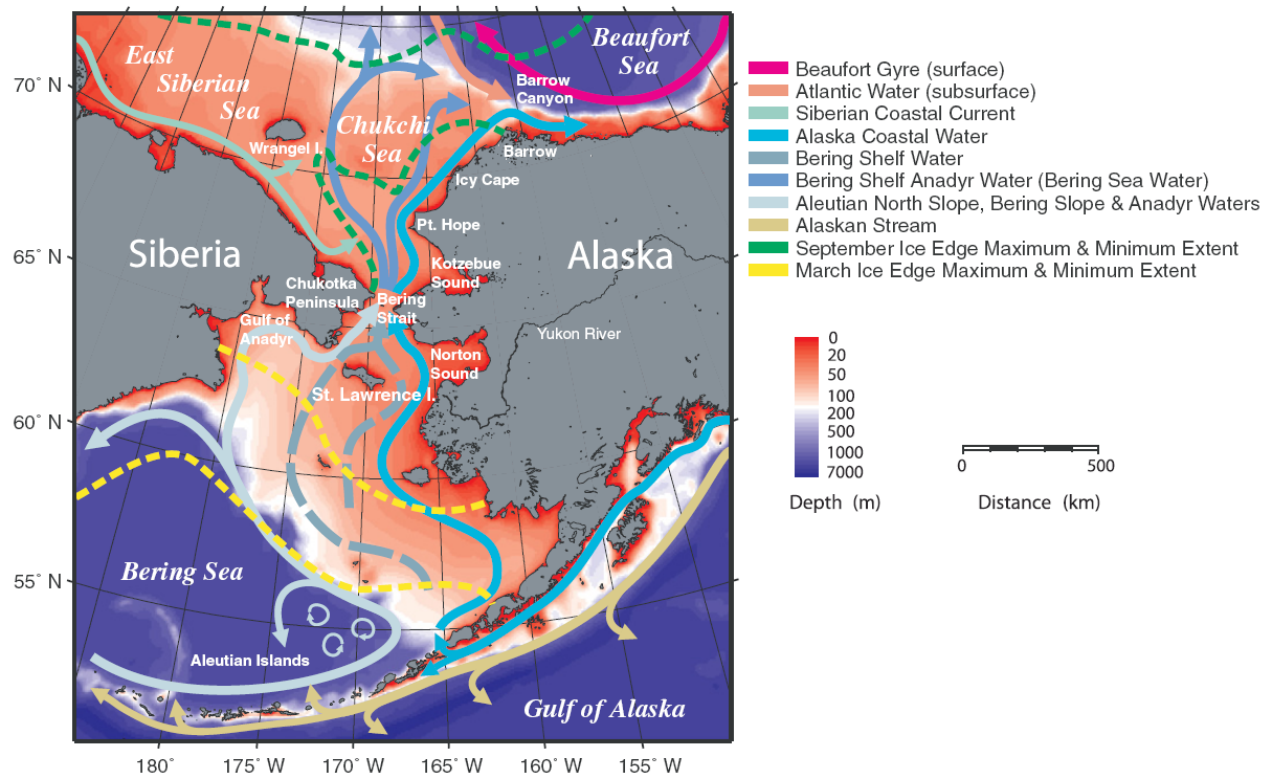 70° N
65° N
60° N
55° N
180°
175° W
170° W
165° W
160° W
155° W
East
Siberian
Sea
Beaufort
Sea
Barrow
Canyon
Chukchi
Sea
Wrangel I.
Barrow
Icy Cape
Pt. Hope
Siberia
Alaska
Kotzebue
Sound
Chukotka
Peninsula
Bering
Strait
Gulf of
Anadyr
Yukon River
Norton
Sound
St. Lawrence I.
Bering Sea
Aleutian Islands
Gulf of Alaska
Beaufort Gyre (surface)
Atlantic Water (subsurface)
Siberian Coastal Current
Alaska Coastal Water
Bering Shelf Water
Bering Shelf Anadyr Water (Bering Sea Water)
Aleutian North Slope, Bering Slope & Anadyr Waters
Alaskan Stream
September Ice Edge Maximum & Minimum Extent
March Ice Edge Maximum & Minimum Extent
0
20
50
100
200
500
1000
7000
Depth (m)
0 500
Distance (km)